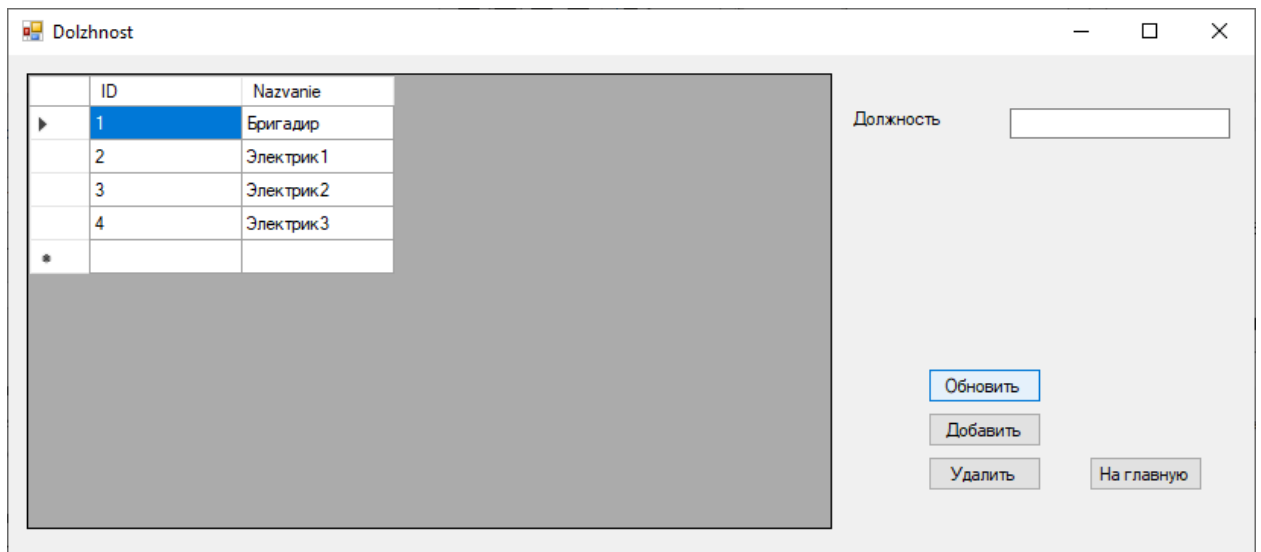 Dolzhnost
ID Nazvanie
1 Бригадир
2 Электрик1
3 Электрик2
4 Электрик3
Должность
Обновить
Добавить
Удалить На главную